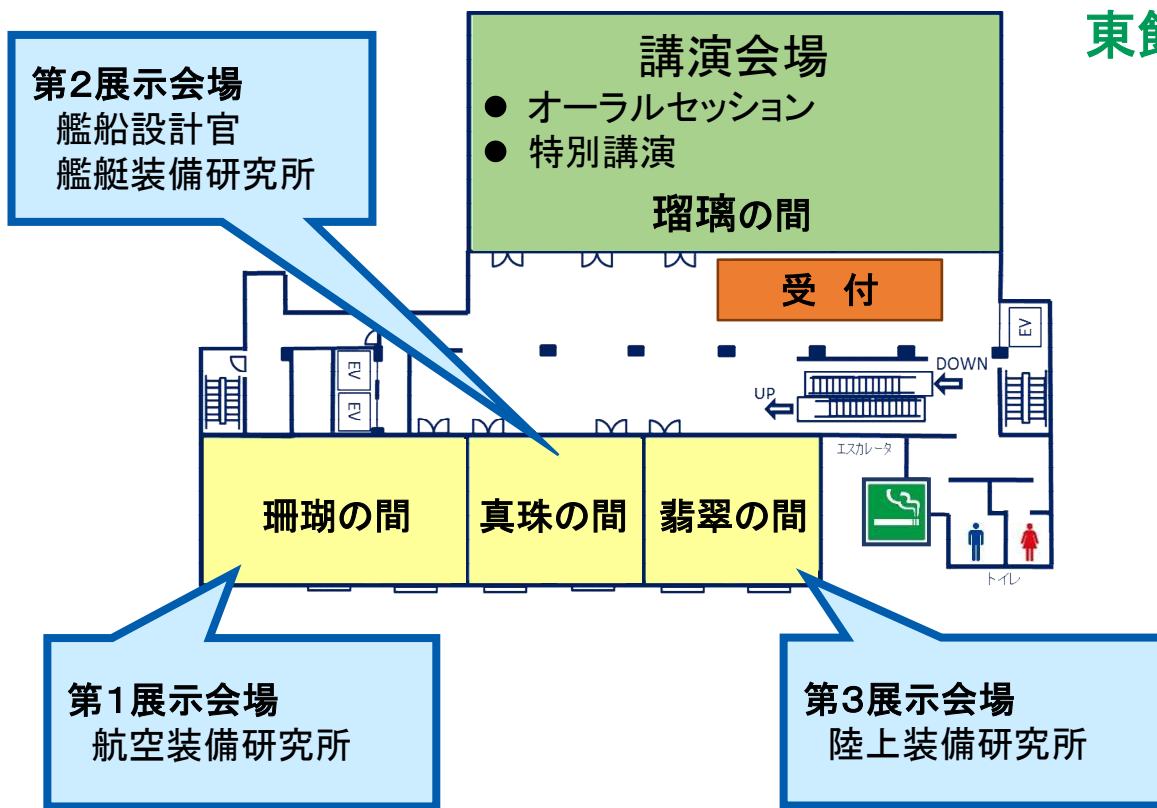 東館
第2展示会場
艦船設計官
艦艇装備研究所
講演会場
● オーラルセッション
● 特別講演
瑠璃の間
受 付
EV
EV
EV
DOWN
UP
エスカレータ
珊瑚の間
真珠の間
翡翠の間
トイレ
第1展示会場
航空装備研究所
第3展示会場
陸上装備研究所